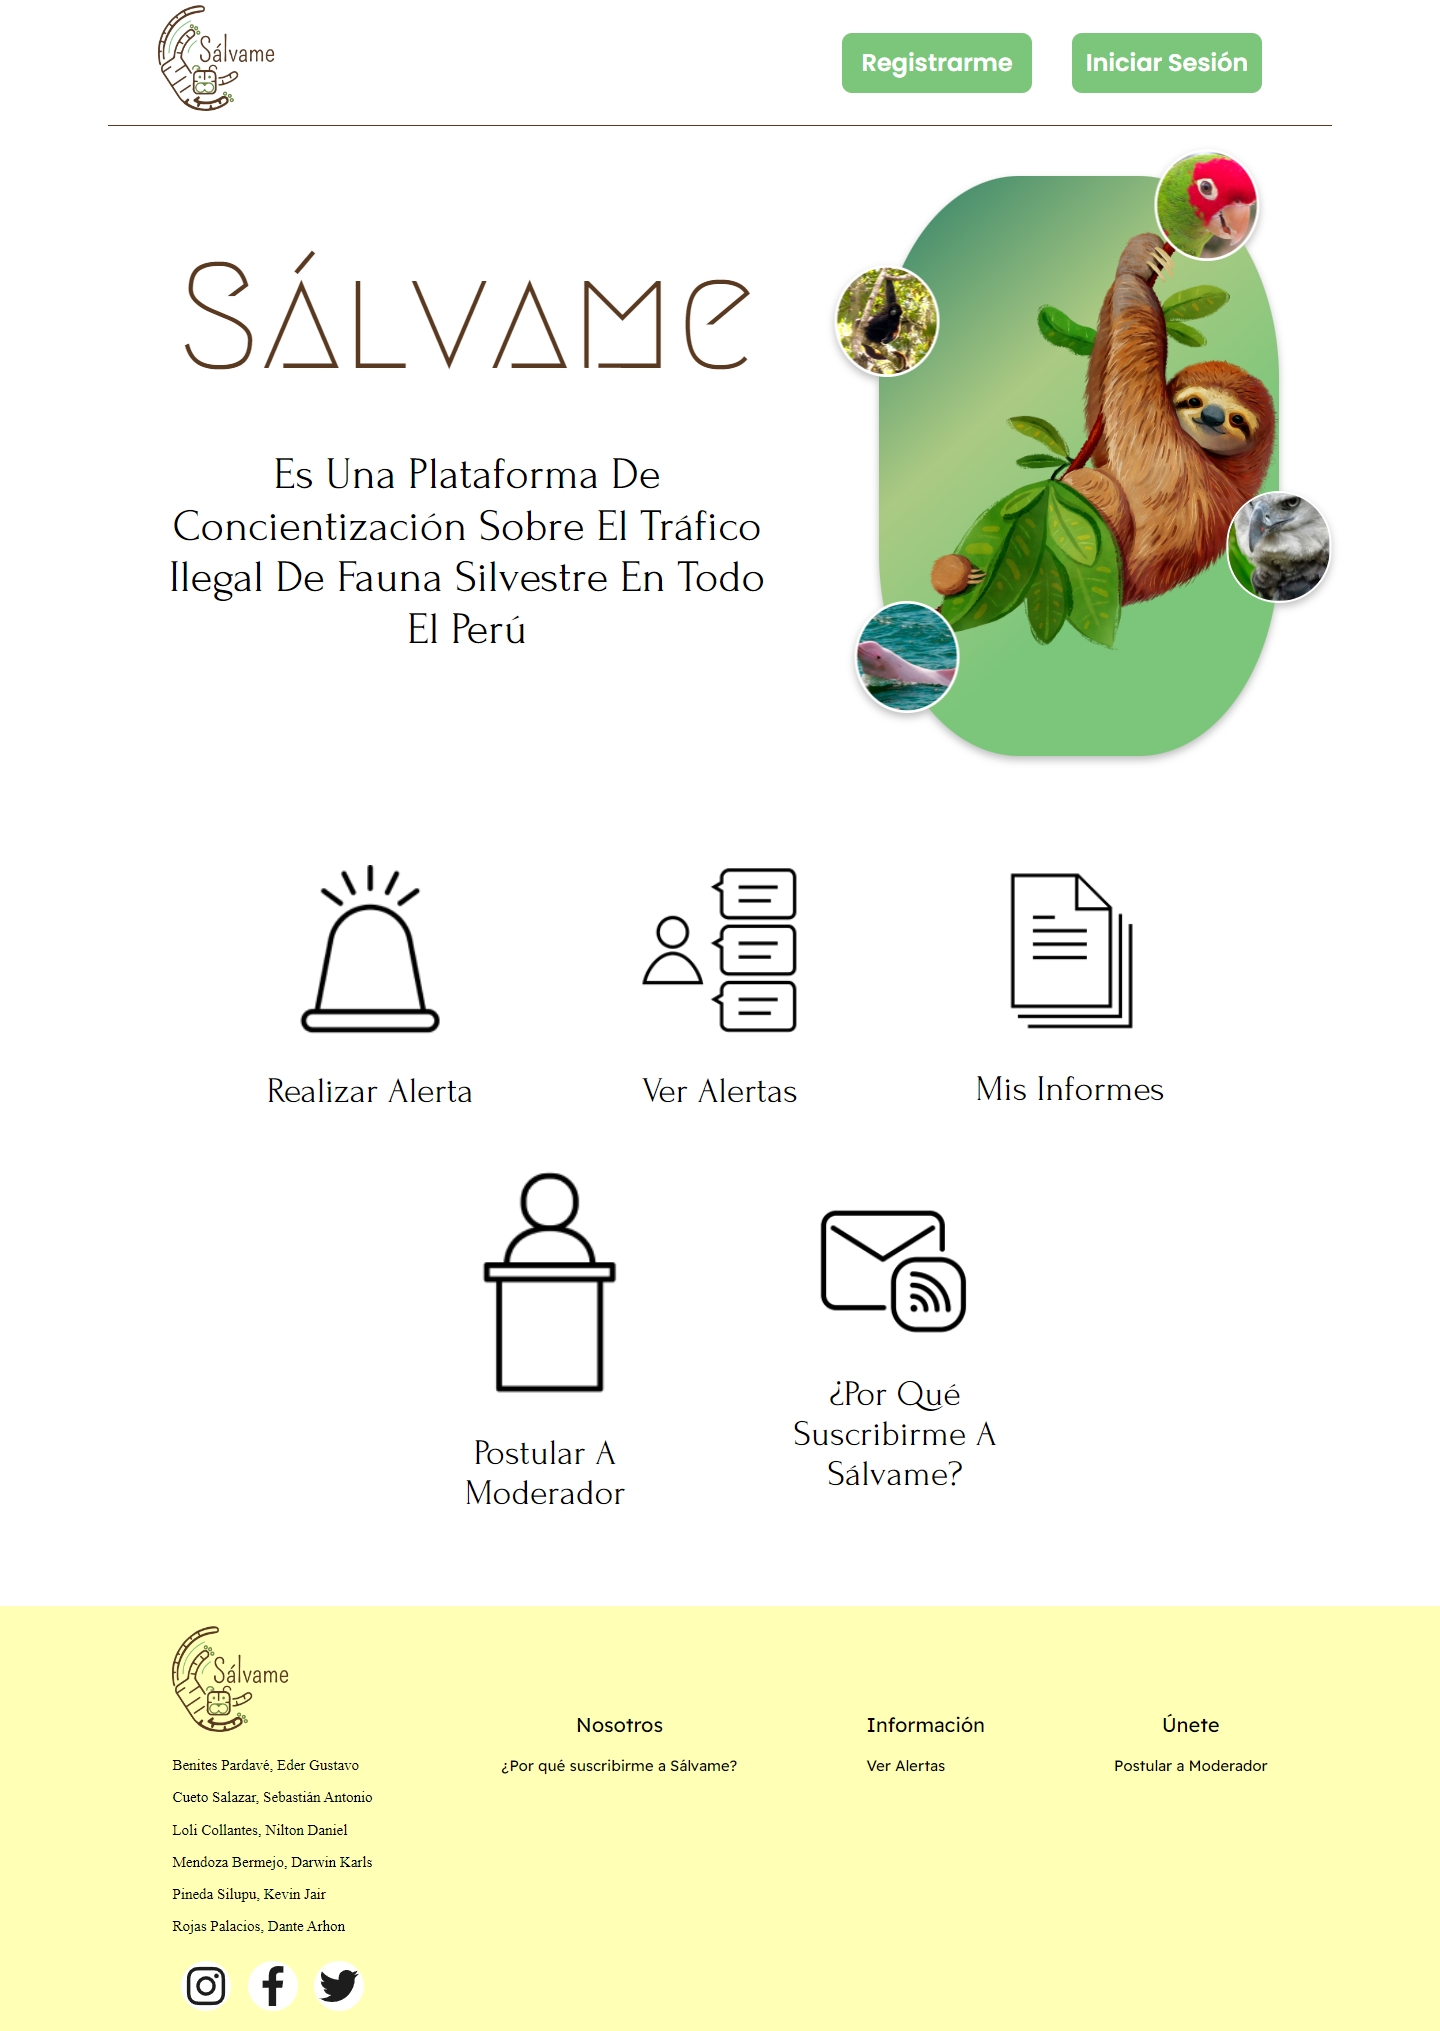 Sálvame
Registrarme
Iniciar Sesión
SÁLVAMe
Es Una Plataforma De
Concientización Sobre El Tráfico
Ilegal De Fauna Silvestre En Todo
El Perú
Realizar Alerta
Ver Alertas
Mis Informes
Postular A
Moderador
¿Por Qué
Suscribirme A
Sálvame?
Sálvame
Benites Pardavé, Eder Gustavo
Cueto Salazar, Sebastián Antonio
Loli Collantes, Nilton Daniel
Mendoza Bermejo, Darwin Karls
Pineda Silupu, Kevin Jair
Rojas Palacios, Dante Arhon
Nosotros
¿Por qué suscribirme a Sálvame?
Información
Ver Alertas
Únete
Postular a Moderador